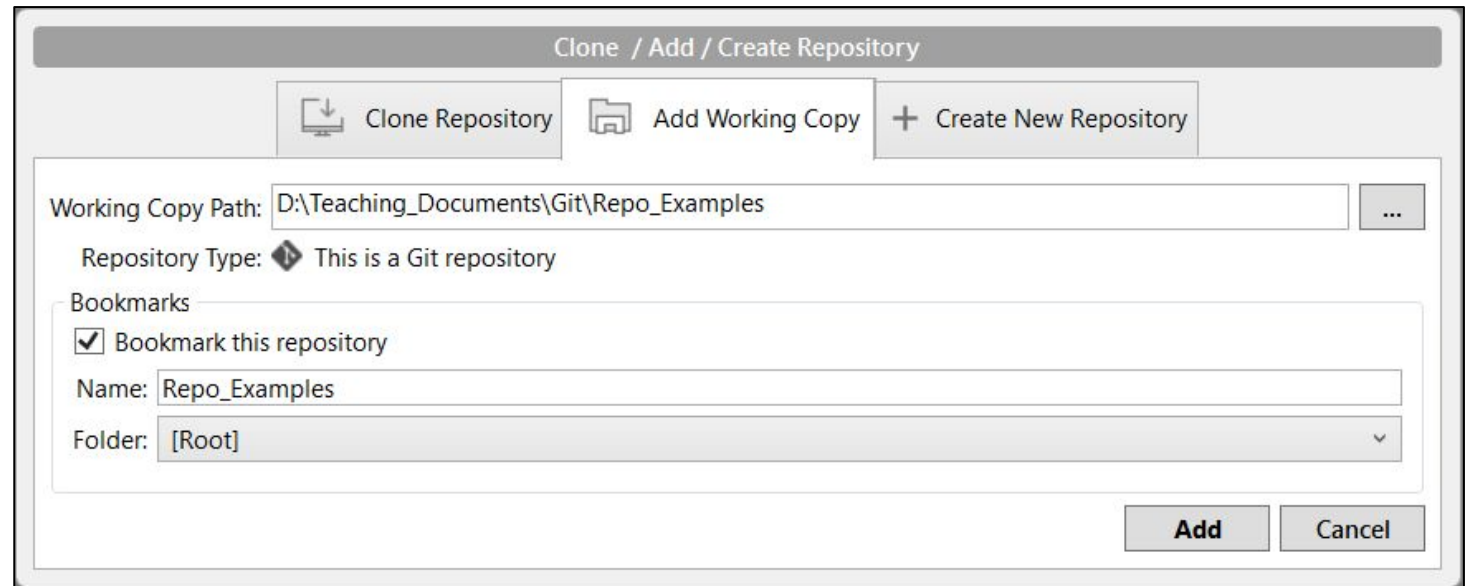 Clone / Add / Create Repository
Clone Repository Add Working Copy + Create New Repository
Working Copy Path: D:\Teaching_Documents\Git\Repo_Examples ...
Repository Type: This is a Git repository
Bookmarks
Bookmark this repository
Name: Repo_Examples
Folder: [Root]
Add Cancel